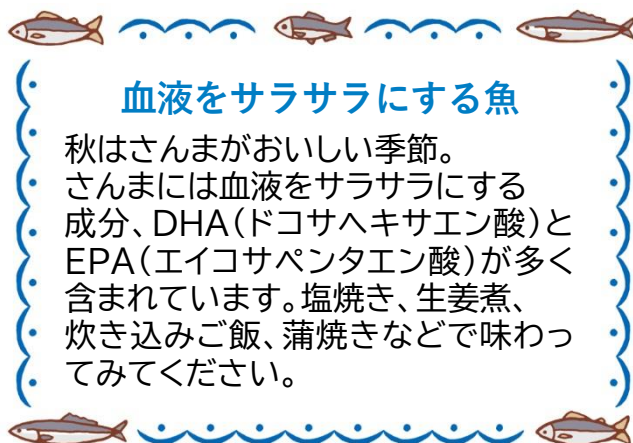 血液をサラサラにする魚
秋はさんまがおいしい季節。
さんまには血液をサラサラにする
成分、DHA(ドコサヘキサエン酸)と
EPA(エイコサペンタエン酸)が多く
含まれています。塩焼き、生姜煮、
炊き込みご飯、蒲焼きなどで味わっ
てみてください。